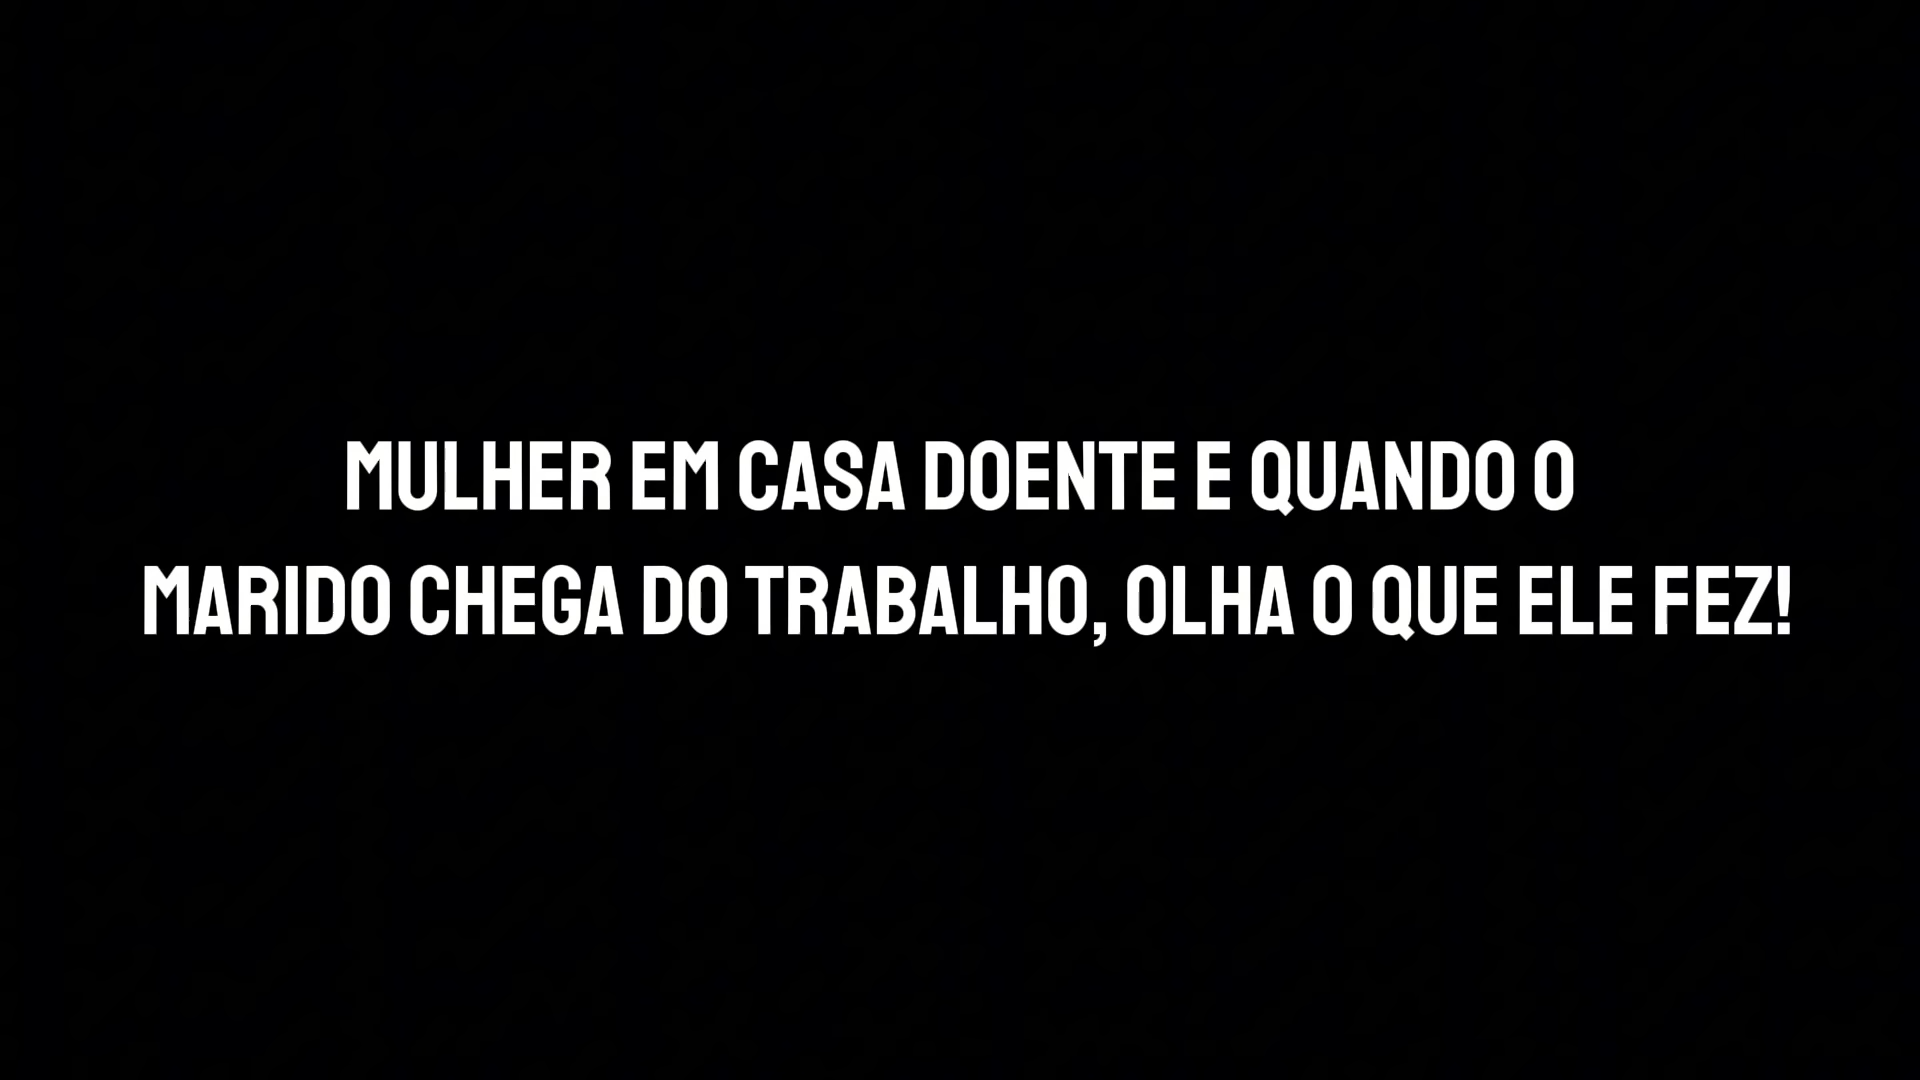 MULHER EM CASA DOENTE E QUANDO O
MARIDO CHEGA DO TRABALHO, OLHA O QUE ELE FEZ!